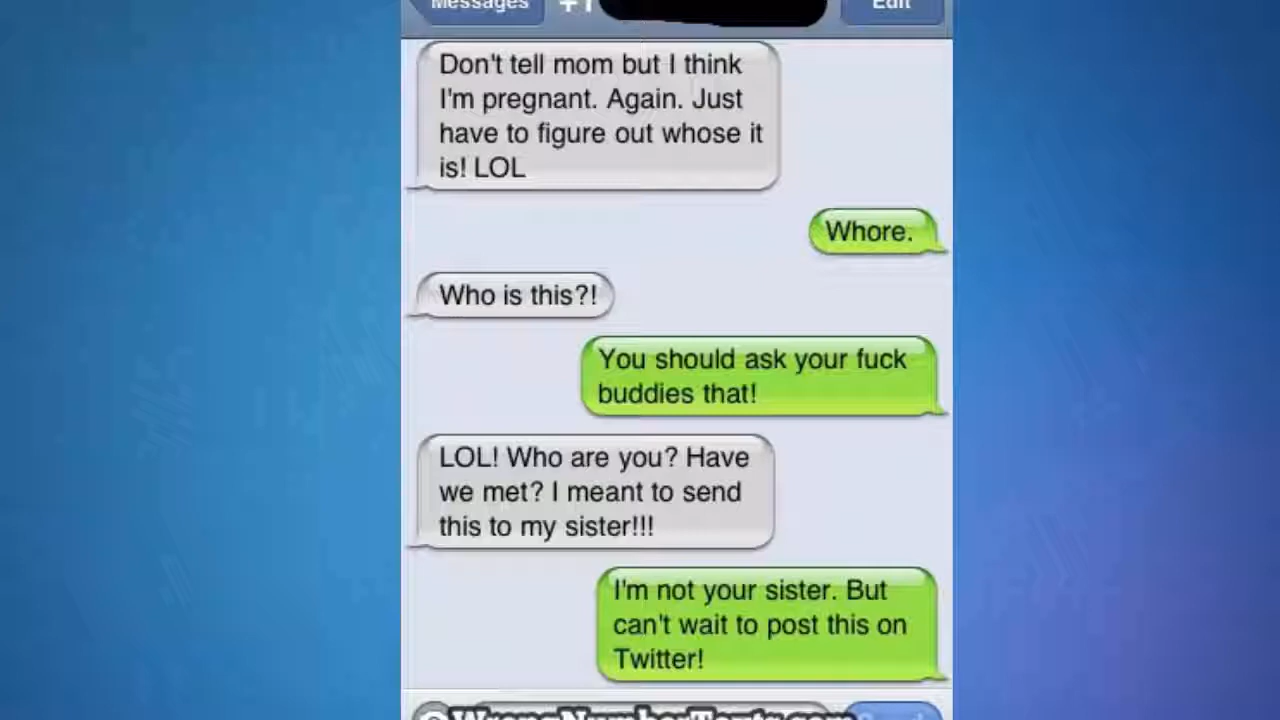 Messages
Edit
Don't tell mom but I think
I'm pregnant. Again. Just
have to figure out whose it
is! LOL
Whore.
Who is this?!
You should ask your fuck
buddies that!
LOL! Who are you? Have
we met? I meant to send
this to my sister!!!
I'm not your sister. But
can't wait to post this on
Twitter!
WrongNumberTexts.com